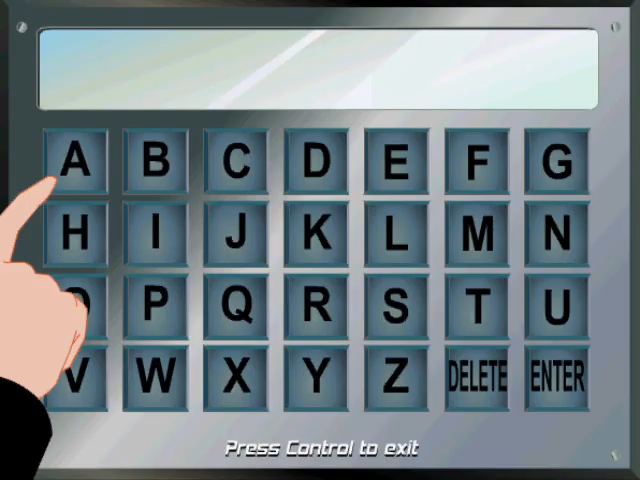 A B C D E F G
H I J K L M N
O P Q R S T U
V W X Y Z DELETE ENTER
Press Control to exit